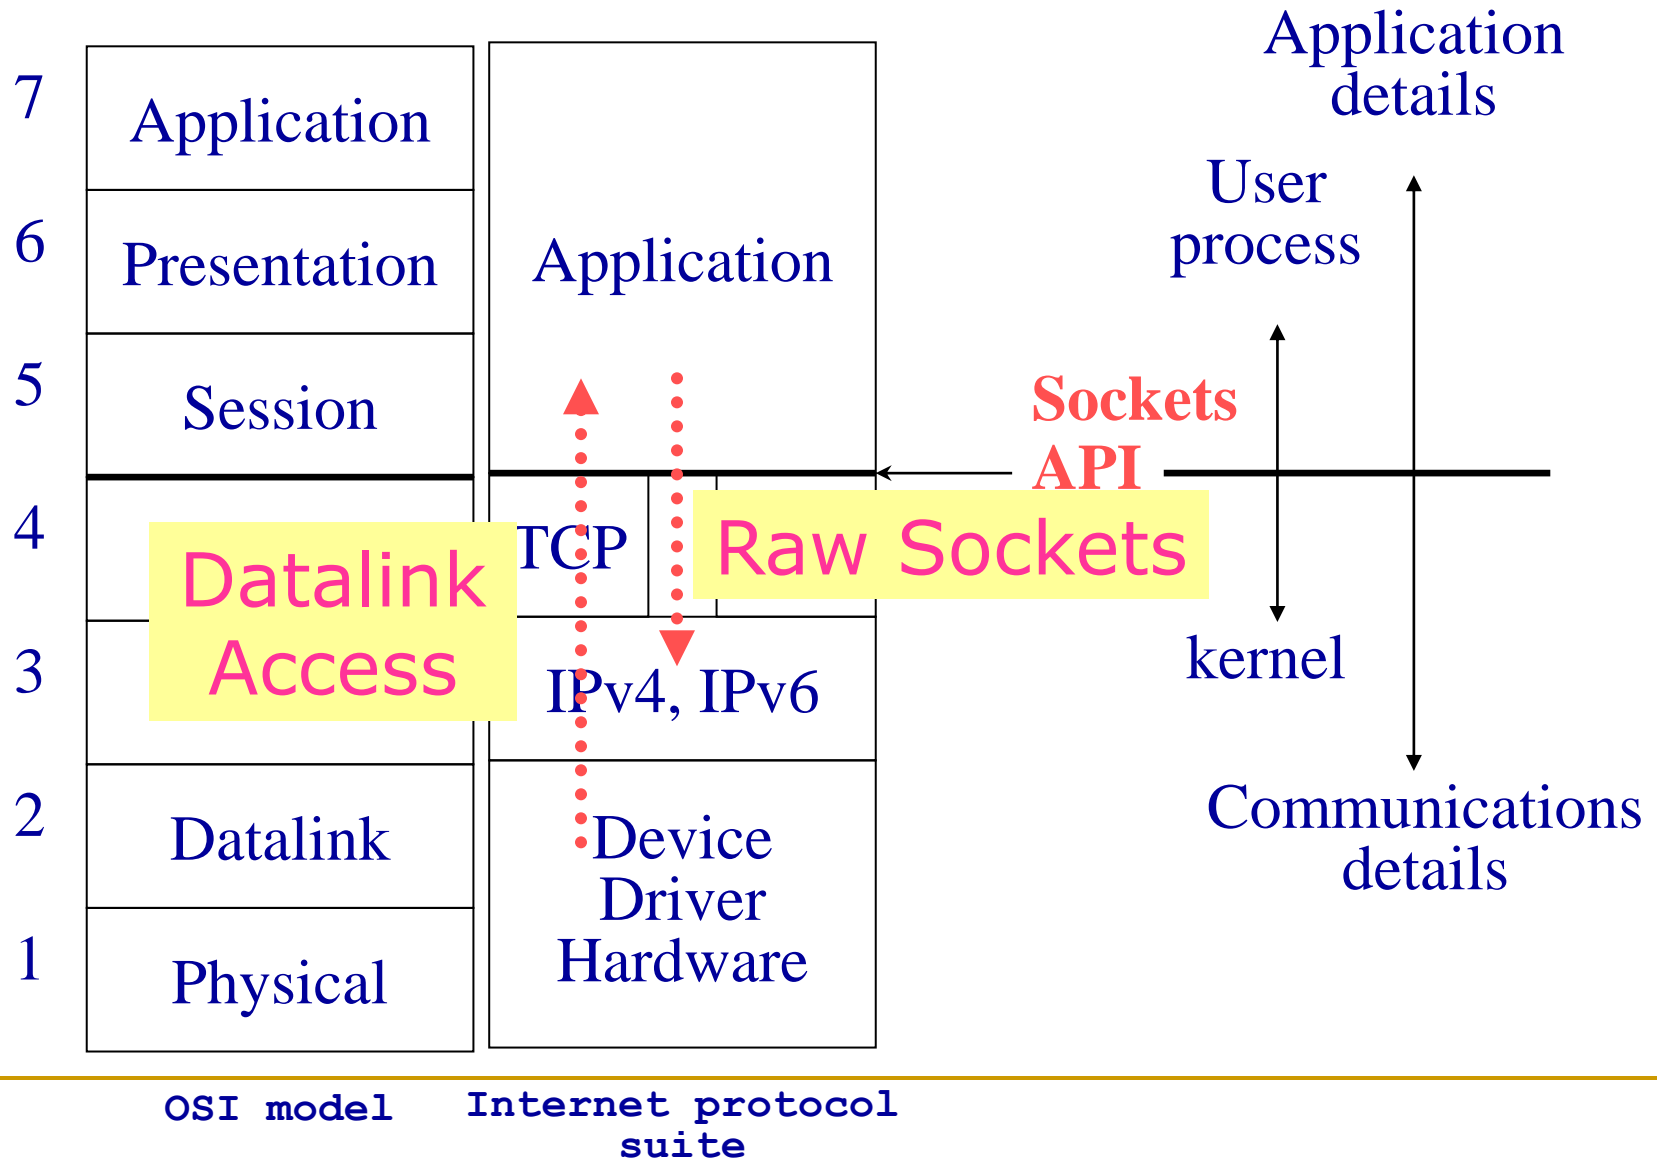 7
Application
6
Presentation
5
Session
4
3
2
Datalink
1
Physical
Datalink
Access
OSI model
Application
TCP
IPv4, IPv6
Device
Driver
Hardware
Internet protocol
suite
Raw Sockets
Sockets
API
User
process
kernel
Application
details
Communications
details